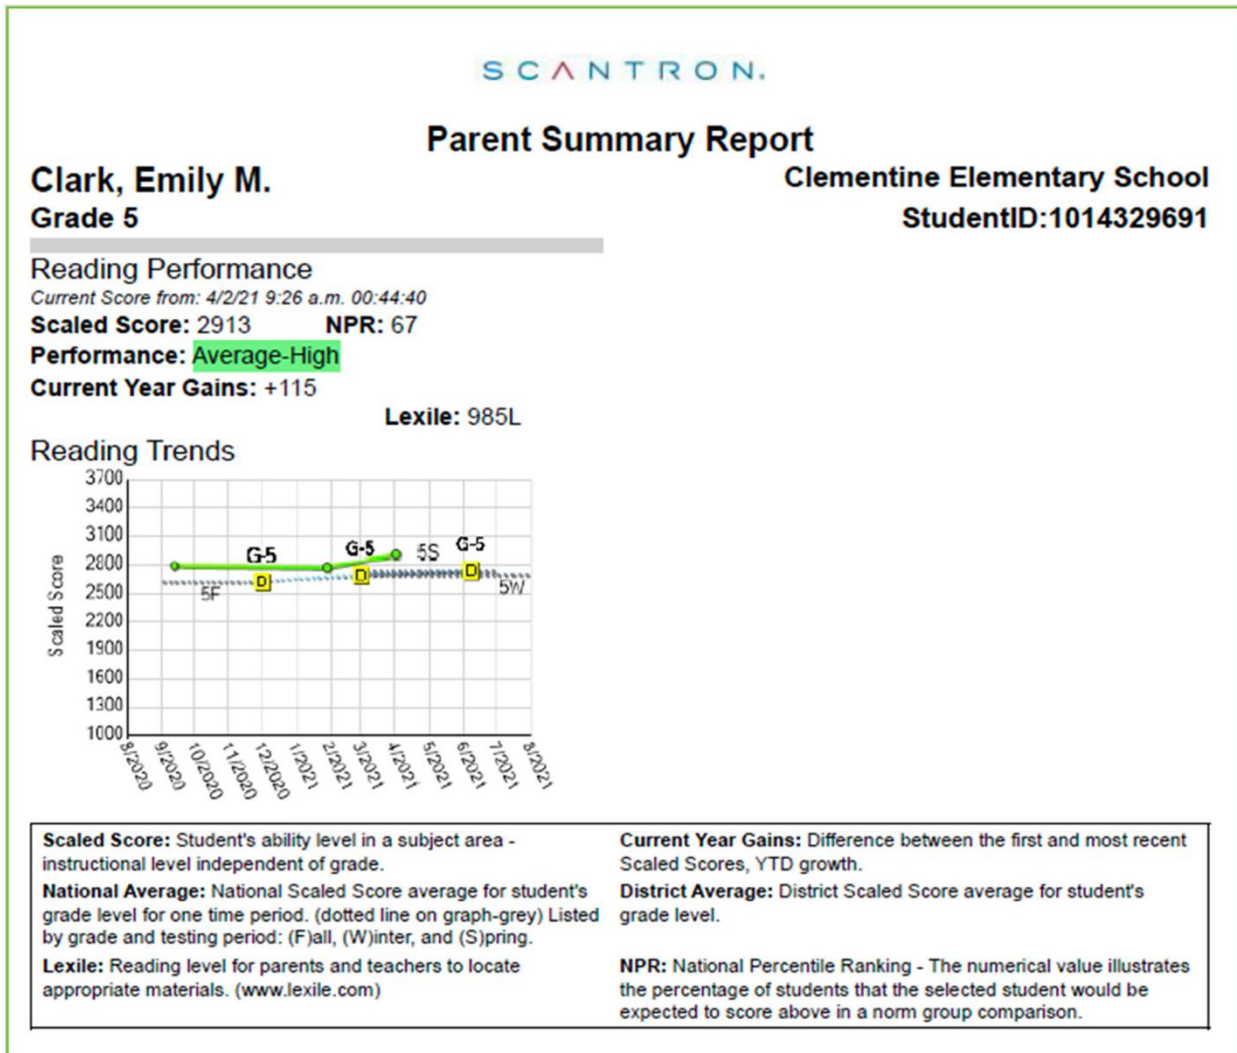 SCANTRON.
Parent Summary Report
Clark, Emily M.
Clementine Elementary School
Grade 5
StudentID:1014329691
Reading Performance
Current Score from: 4/2/21 9:26 a.m. 00:44:40
Scaled Score: 2913 NPR: 67
Performance: Average-High
Current Year Gains: +115
Lexile: 985L
Reading Trends
3700
3400
3100
2800
2500
2200
1900
1600
1300
1000
Scaled Score
G-5
G-5
5S
G-5
D
D
D
5F
5W
8/2020
9/2020
10/2020
11/2020
12/2020
1/2021
2/2021
3/2021
4/2021
5/2021
6/2021
7/2021
8/2021
Scaled Score: Student's ability level in a subject area -
instructional level independent of grade.
National Average: National Scaled Score average for student's
grade level for one time period. (dotted line on graph-grey) Listed
by grade and testing period: (F)all, (W)inter, and (S)pring.
Lexile: Reading level for parents and teachers to locate
appropriate materials. (www.lexile.com)
Current Year Gains: Difference between the first and most recent
Scaled Scores, YTD growth.
District Average: District Scaled Score average for student's
grade level.
NPR: National Percentile Ranking - The numerical value illustrates
the percentage of students that the selected student would be
expected to score above in a norm group comparison.